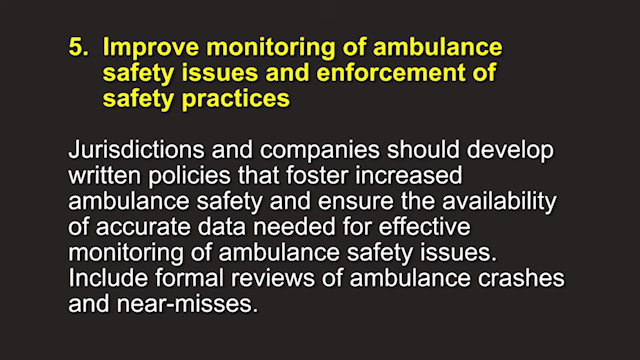 5. Improve monitoring of ambulance
safety issues and enforcement of
safety practices
Jurisdictions and companies should develop
written policies that foster increased
ambulance safety and ensure the availability
of accurate data needed for effective
monitoring of ambulance safety issues.
Include formal reviews of ambulance crashes
and near-misses.